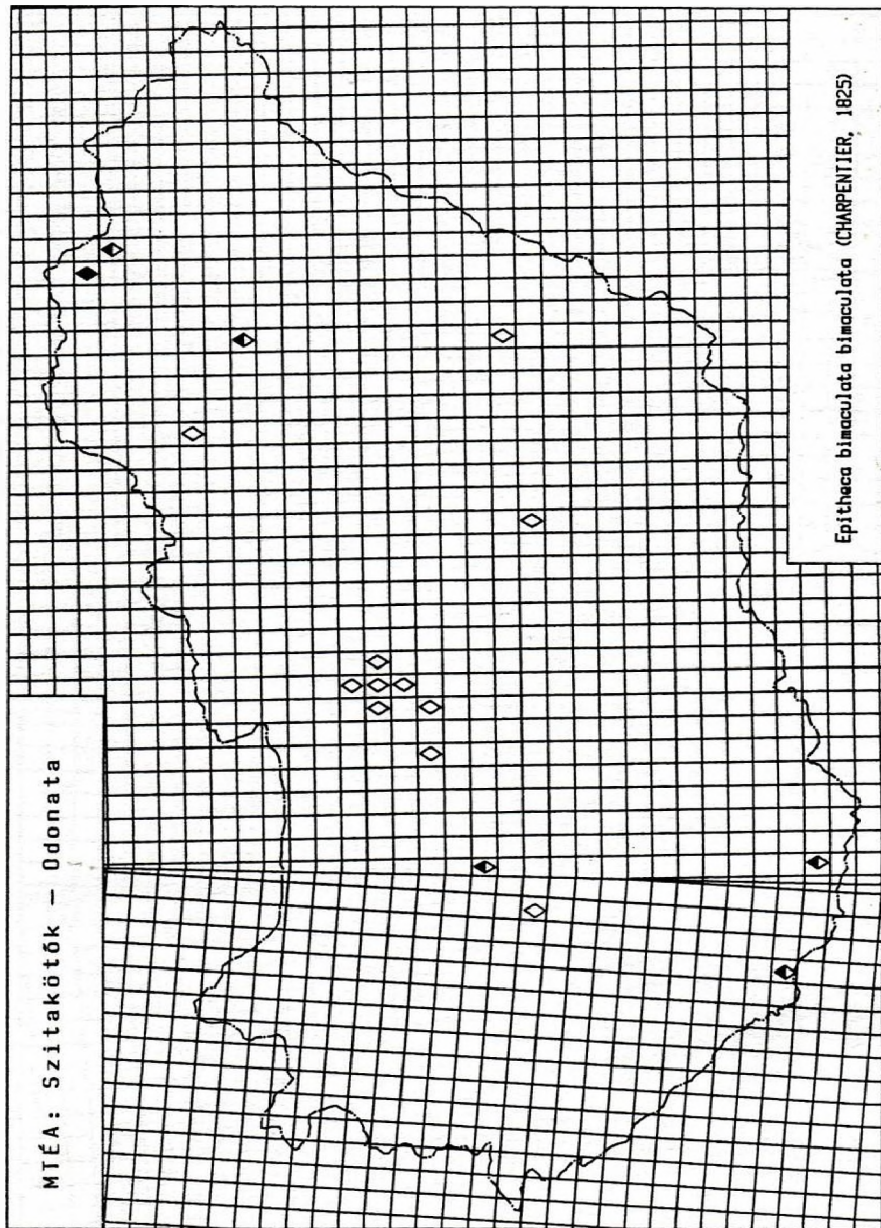 MTÉA: Szitakötők — Odonata
Epitheca bimaculata bimaculata (CHARPENTIER, 1825)